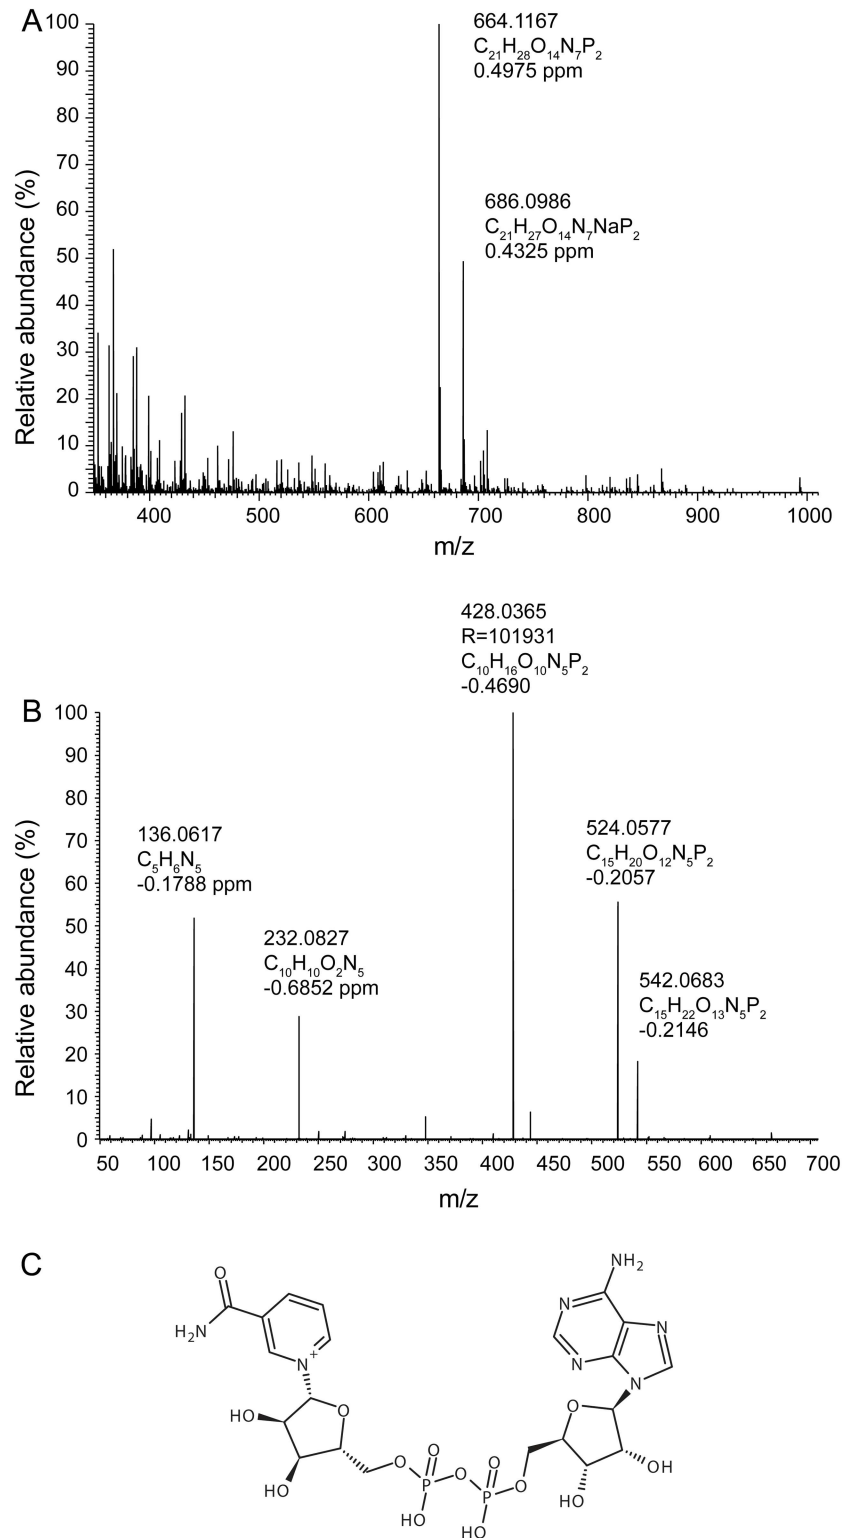 A
100
90
80
70
60
50
40
30
20
10
0
Relative abundance (%)
664.1167
C₂₁H₂₈O₁₄N₇P₂
0.4975 ppm
686.0986
C₂₁H₂₇O₁₄N₇NaP₂
0.4325 ppm
400 500 600 700 800 900 1000
m/z
B
100
90
80
70
60
50
40
30
20
10
0
Relative abundance (%)
428.0365
R=101931
C₁₀H₁₆O₁₀N₅P₂
-0.4690
136.0617
C₅H₆N₅
-0.1788 ppm
232.0827
C₁₀H₁₀O₂N₅
-0.6852 ppm
524.0577
C₁₅H₂₀O₁₂N₅P₂
-0.2057
542.0683
C₁₅H₂₂O₁₃N₅P₂
-0.2146
50 100 150 200 250 300 350 400 450 500 550 600 650 700
m/z
C
O
NH₂
H₂N
N⁺
N
N
N
N
HO
O
O
HO
O
O
O
OH
P
O
P
O
HO
HO
HO